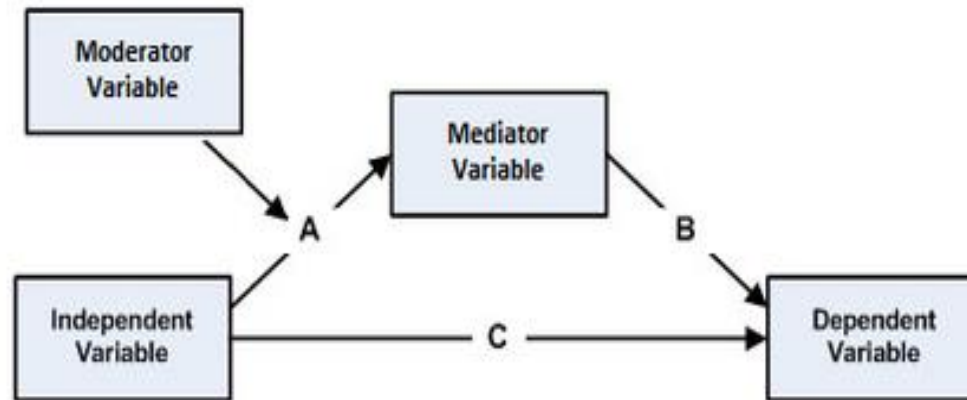 Moderator
Variable
Mediator
Variable
A
B
Independent
Variable
C
Dependent
Variable